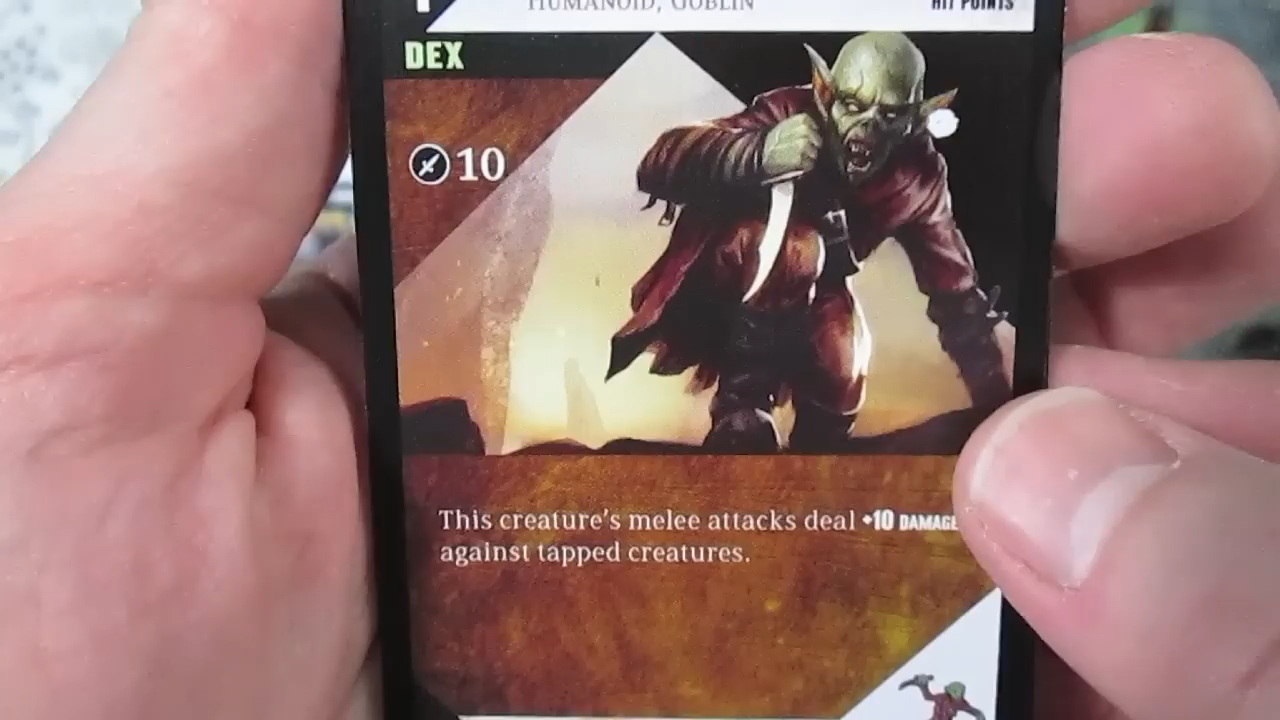 HUMANOID, GOBLIN
HIT POINTS
DEX
10
This creature's melee attacks deal +10 DAMAGE
against tapped creatures.